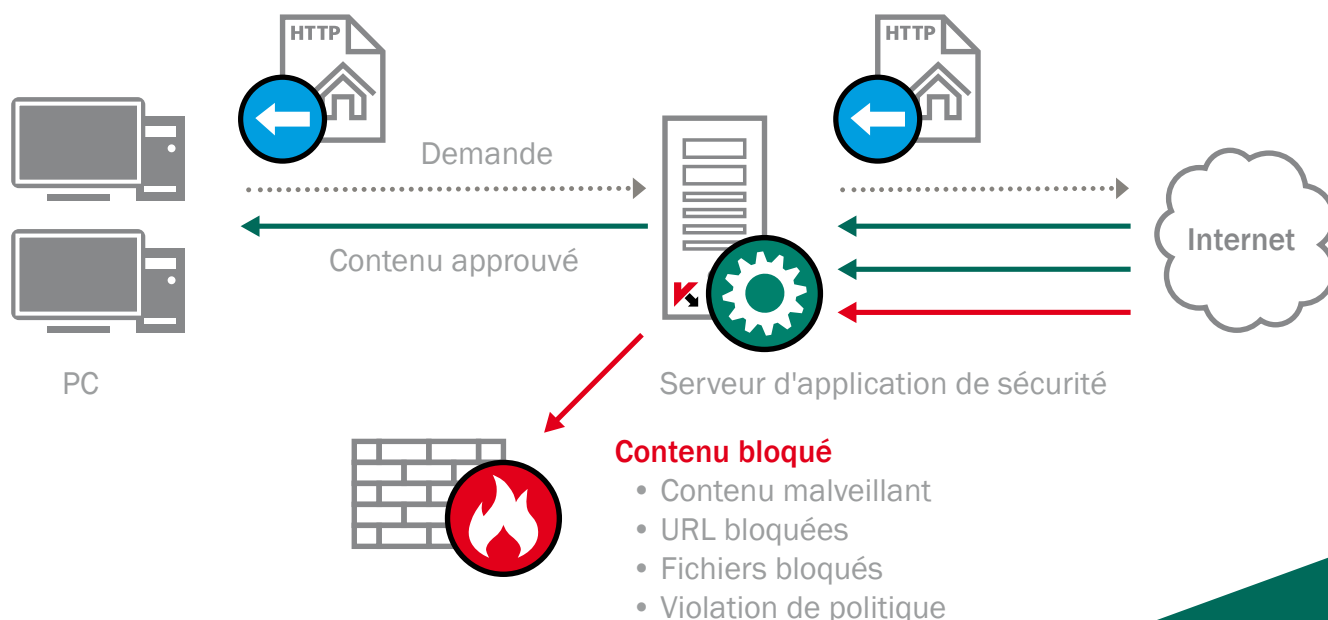 HTTP
HTTP
Demande
Contenu approuvé
Internet
PC
Serveur d'application de sécurité
Contenu bloqué
• Contenu malveillant
• URL bloquées
• Fichiers bloqués
• Violation de politique